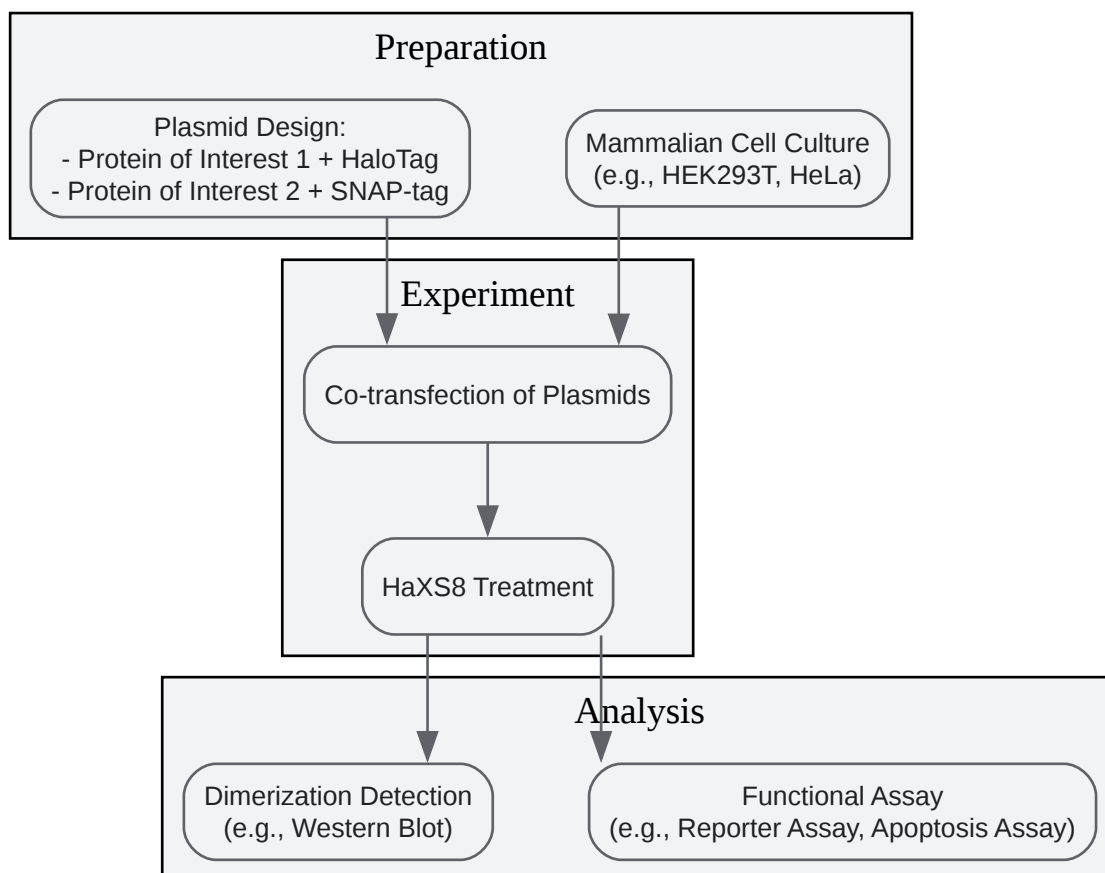 Preparation
Plasmid Design:
- Protein of Interest 1 + HaloTag
- Protein of Interest 2 + SNAP-tag
Mammalian Cell Culture
(e.g., HEK293T, HeLa)
Experiment
Co-transfection of Plasmids
HaXS8 Treatment
Analysis
Dimerization Detection
(e.g., Western Blot)
Functional Assay
(e.g., Reporter Assay, Apoptosis Assay)